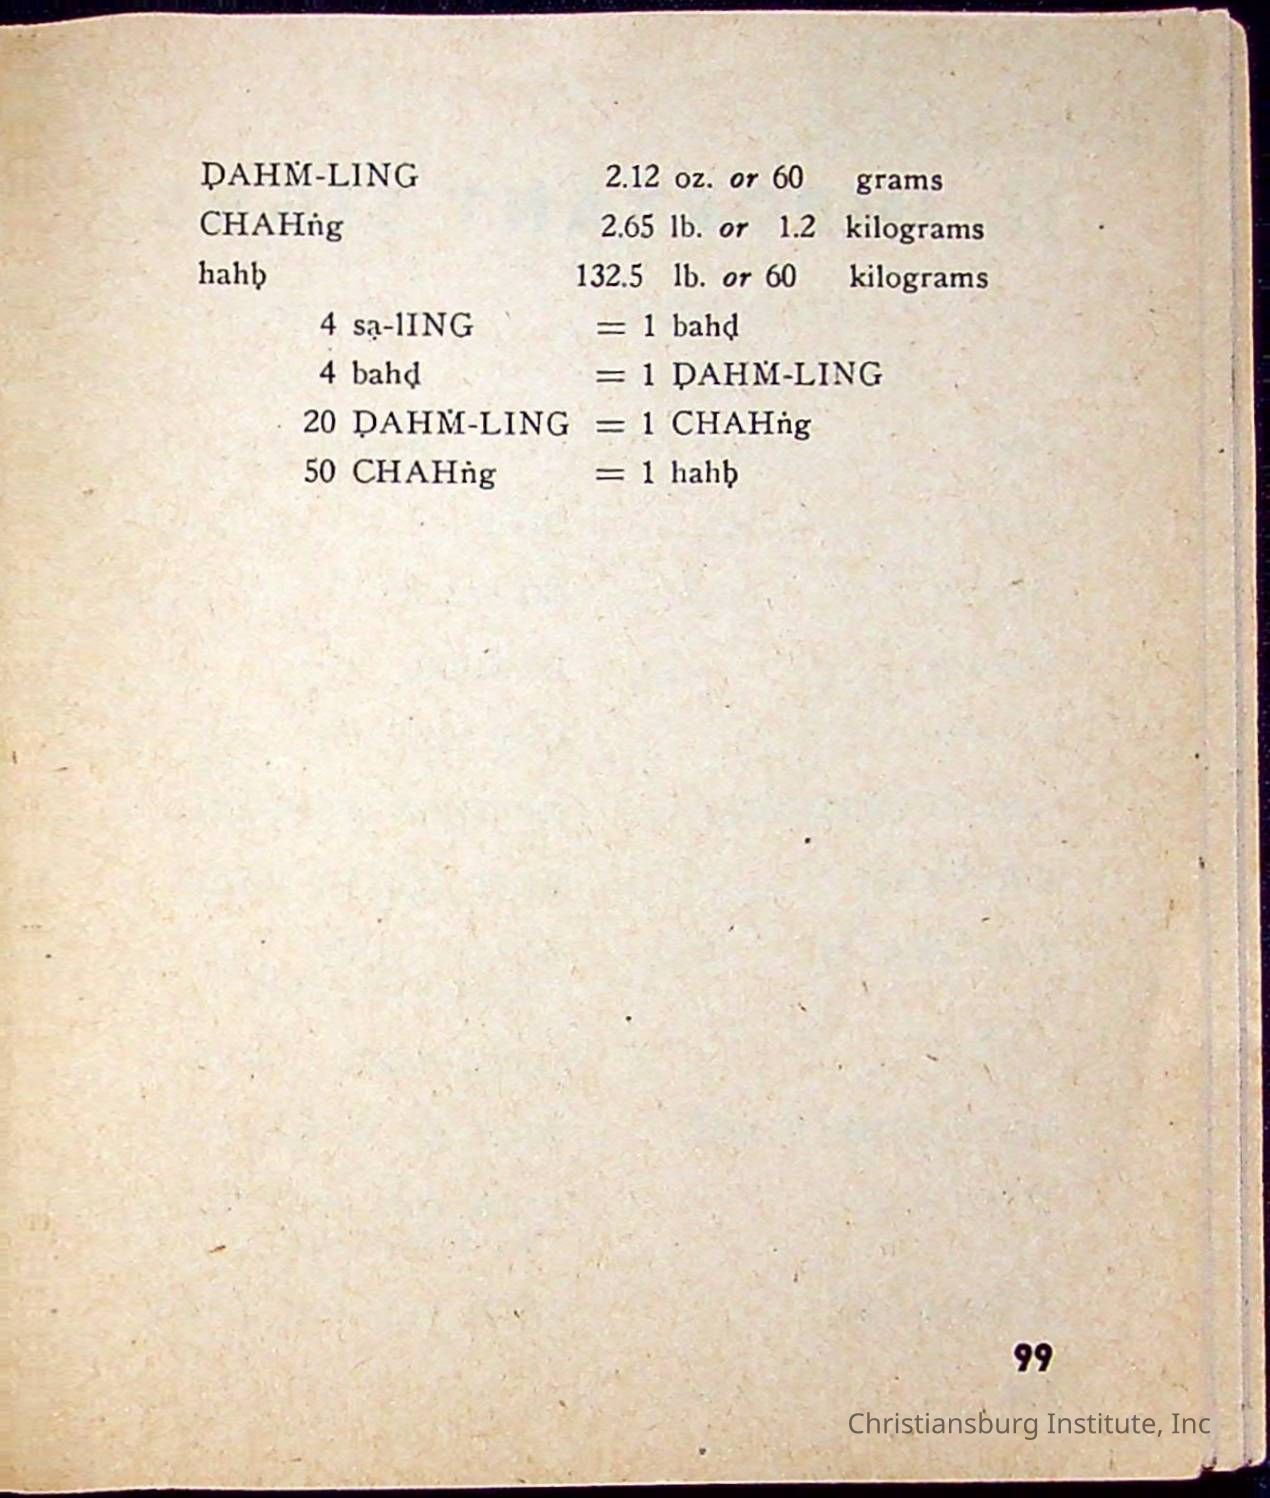 ḌAHṀ-LING 2.12 oz. or 60 grams
CHAHṅg 2.65 lb. or 1.2 kilograms
hahḅ 132.5 lb. or 60 kilograms
4 sạ-lING = 1 bahḍ
4 bahḍ = 1 ḌAHṀ-LING
20 ḌAHṀ-LING = 1 CHAHṅg
50 CHAHṅg = 1 hahḅ
99
Christiansburg Institute, Inc